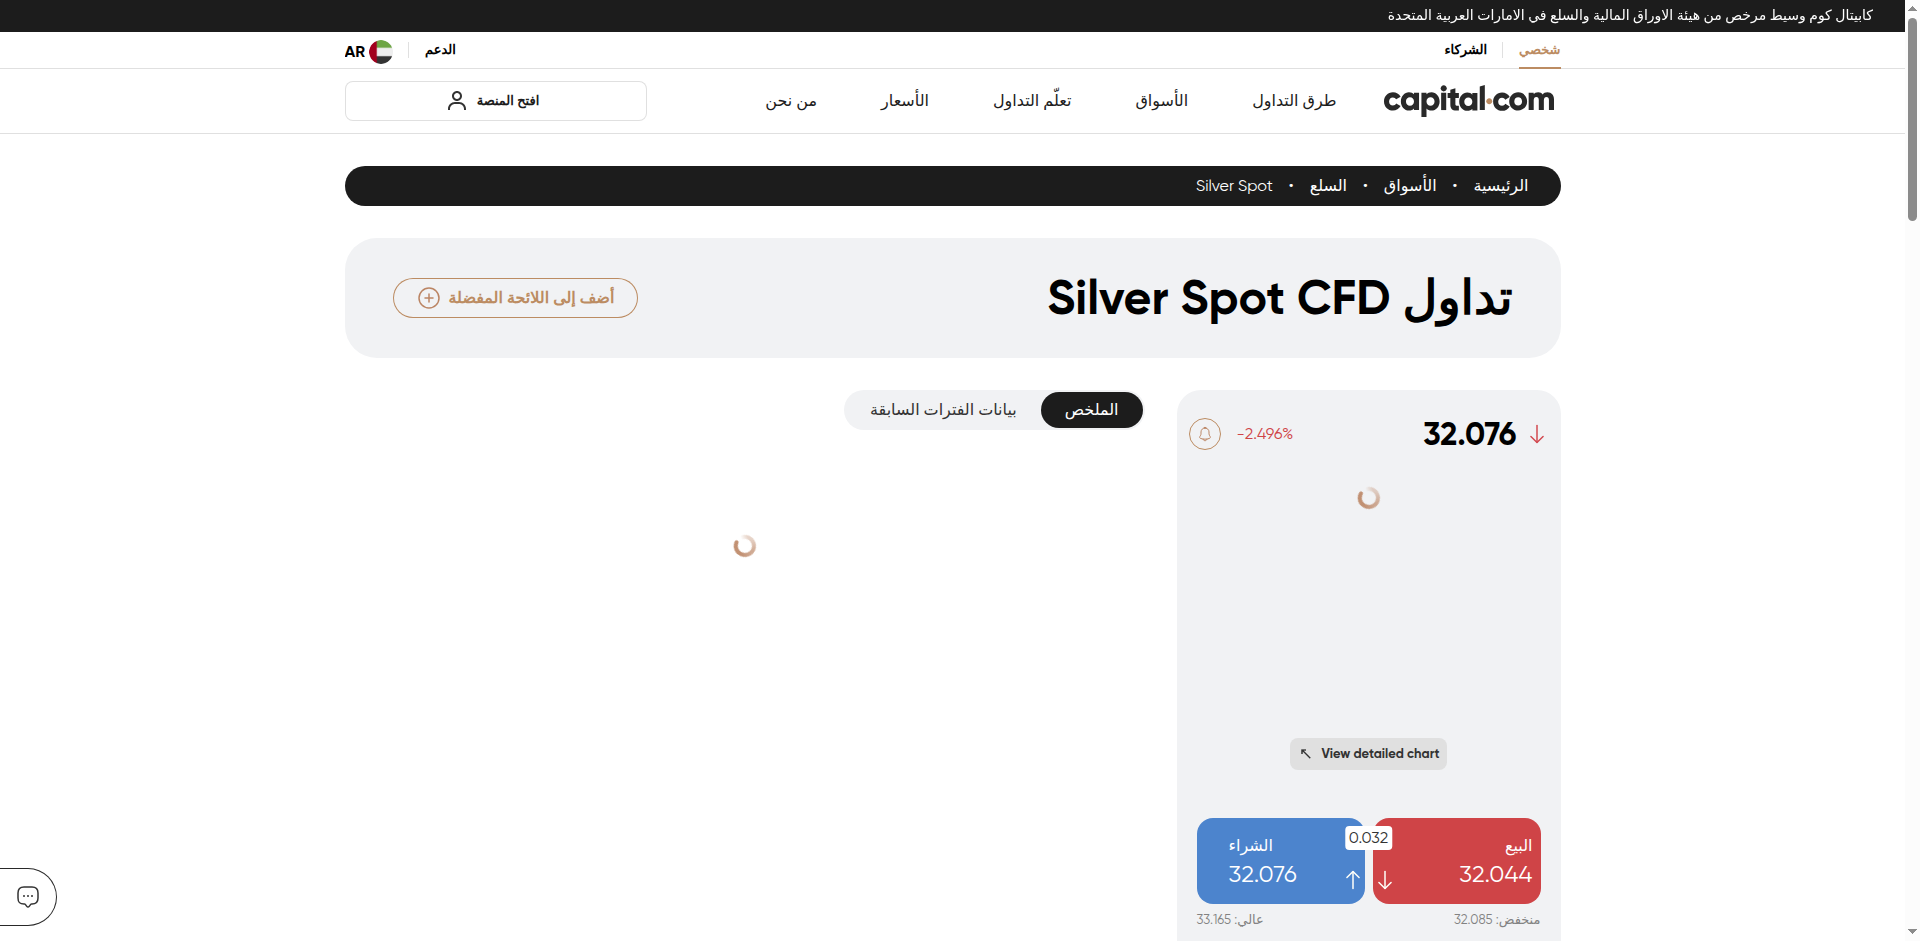 كابيتال كوم وسيط مرخص من هيئة الاوراق المالية والسلع في الامارات العربية المتحدة
شخصي
الشركاء
الدعم
AR
capital.com
طرق التداول
الأسواق
تعلّم التداول
الأسعار
من نحن
افتح المنصة
الرئيسية • الأسواق • السلع • Silver Spot
تداول Silver Spot CFD
أضف إلى اللائحة المفضلة
32.076
-2.496%
الملخص
بيانات الفترات السابقة
View detailed chart
البيع
32.044
0.032
الشراء
32.076
منخفض: 32.085
عالي: 33.165